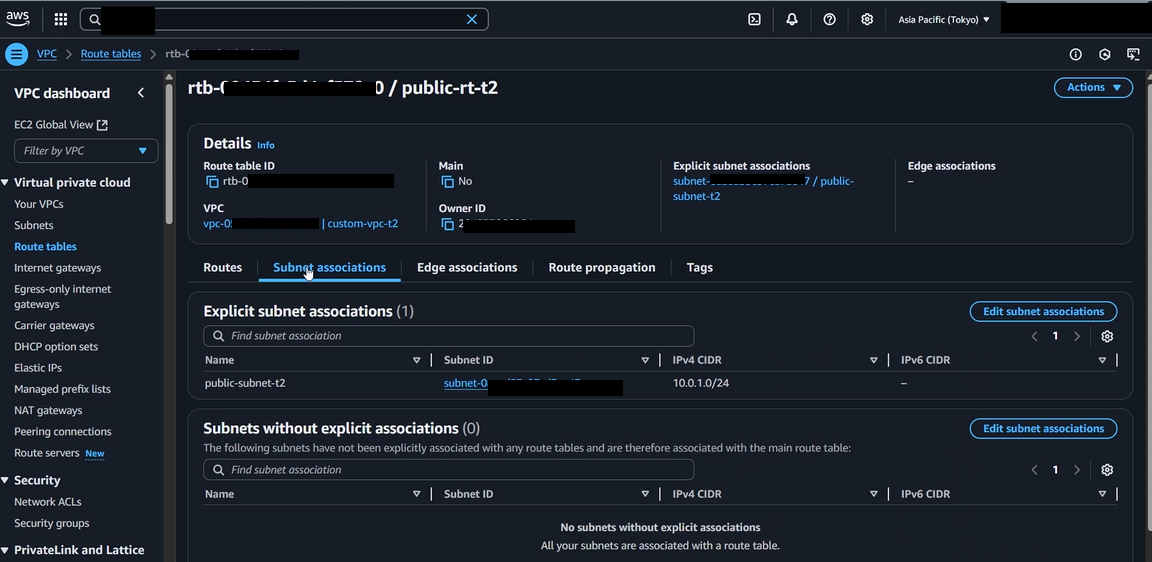 aws
Asia Pacific (Tokyo)
VPC
Route tables
rtb-
VPC dashboard
EC2 Global View
Filter by VPC
Virtual private cloud
Your VPCs
Subnets
Route tables
Internet gateways
Egress-only internet
gateways
Carrier gateways
DHCP option sets
Elastic IPs
Managed prefix lists
NAT gateways
Peering connections
Route servers New
Security
Network ACLs
Security groups
PrivateLink and Lattice
rtb- / public-rt-t2
Actions
Details Info
Route table ID
rtb-0
Main
No
Explicit subnet associations
subnet- 7 / public-
subnet-t2
Edge associations
–
VPC
vpc-0 | custom-vpc-t2
Owner ID
2
Routes
Subnet associations
Edge associations
Route propagation
Tags
Explicit subnet associations (1)
Edit subnet associations
Find subnet association
1
Name Subnet ID IPv4 CIDR IPv6 CIDR
public-subnet-t2 subnet-0 10.0.1.0/24 –
Subnets without explicit associations (0)
Edit subnet associations
The following subnets have not been explicitly associated with any route tables and are therefore associated with the main route table:
Find subnet association
1
Name Subnet ID IPv4 CIDR IPv6 CIDR
No subnets without explicit associations
All your subnets are associated with a route table.